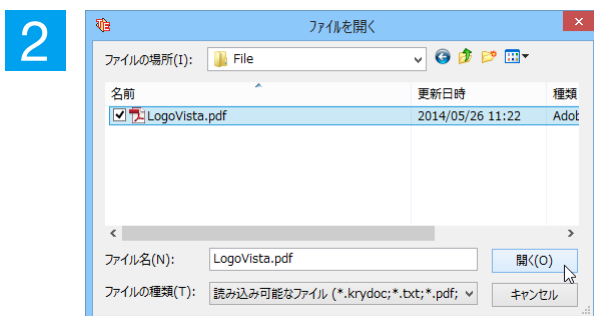 2
ファイルを開く
ファイルの場所(I): File
名前 更新日時 種類
LogoVista.pdf 2014/05/26 11:22 Adob
ファイル名(N): LogoVista.pdf 開く(O)
ファイルの種類(T): 読み込み可能なファイル (*.krydoc;*.txt;*.pdf; キャンセル